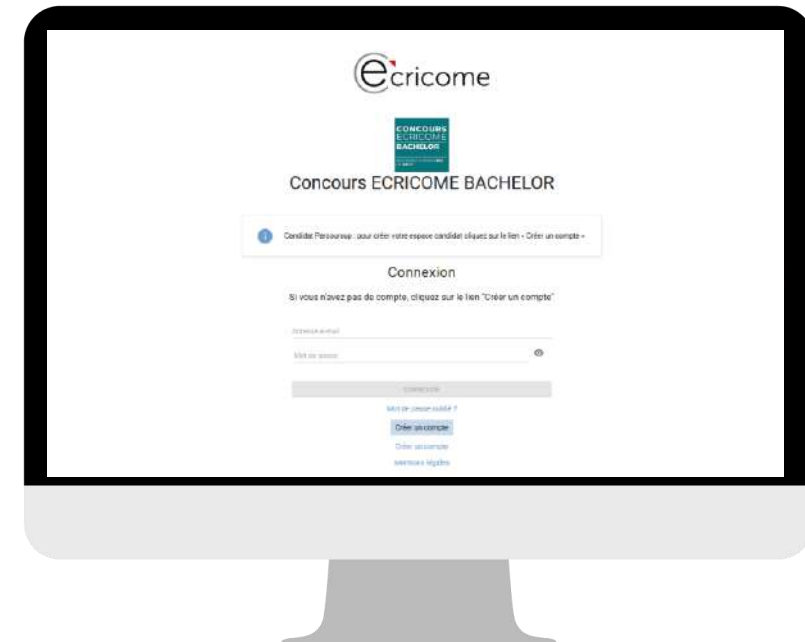 ecricome
CONCOURS
ECRICOME
BACHELOR
Concours ECRICOME BACHELOR
Candidat Parcoursup : pour créer votre espace candidat cliquez sur le lien « Créer un compte »
Connexion
Si vous n'avez pas de compte, cliquez sur le lien "Créer un compte"
Adresse e-mail
Mot de passe
Mot de passe oublié ?
Créer un compte
Créer un compte
Mentions légales